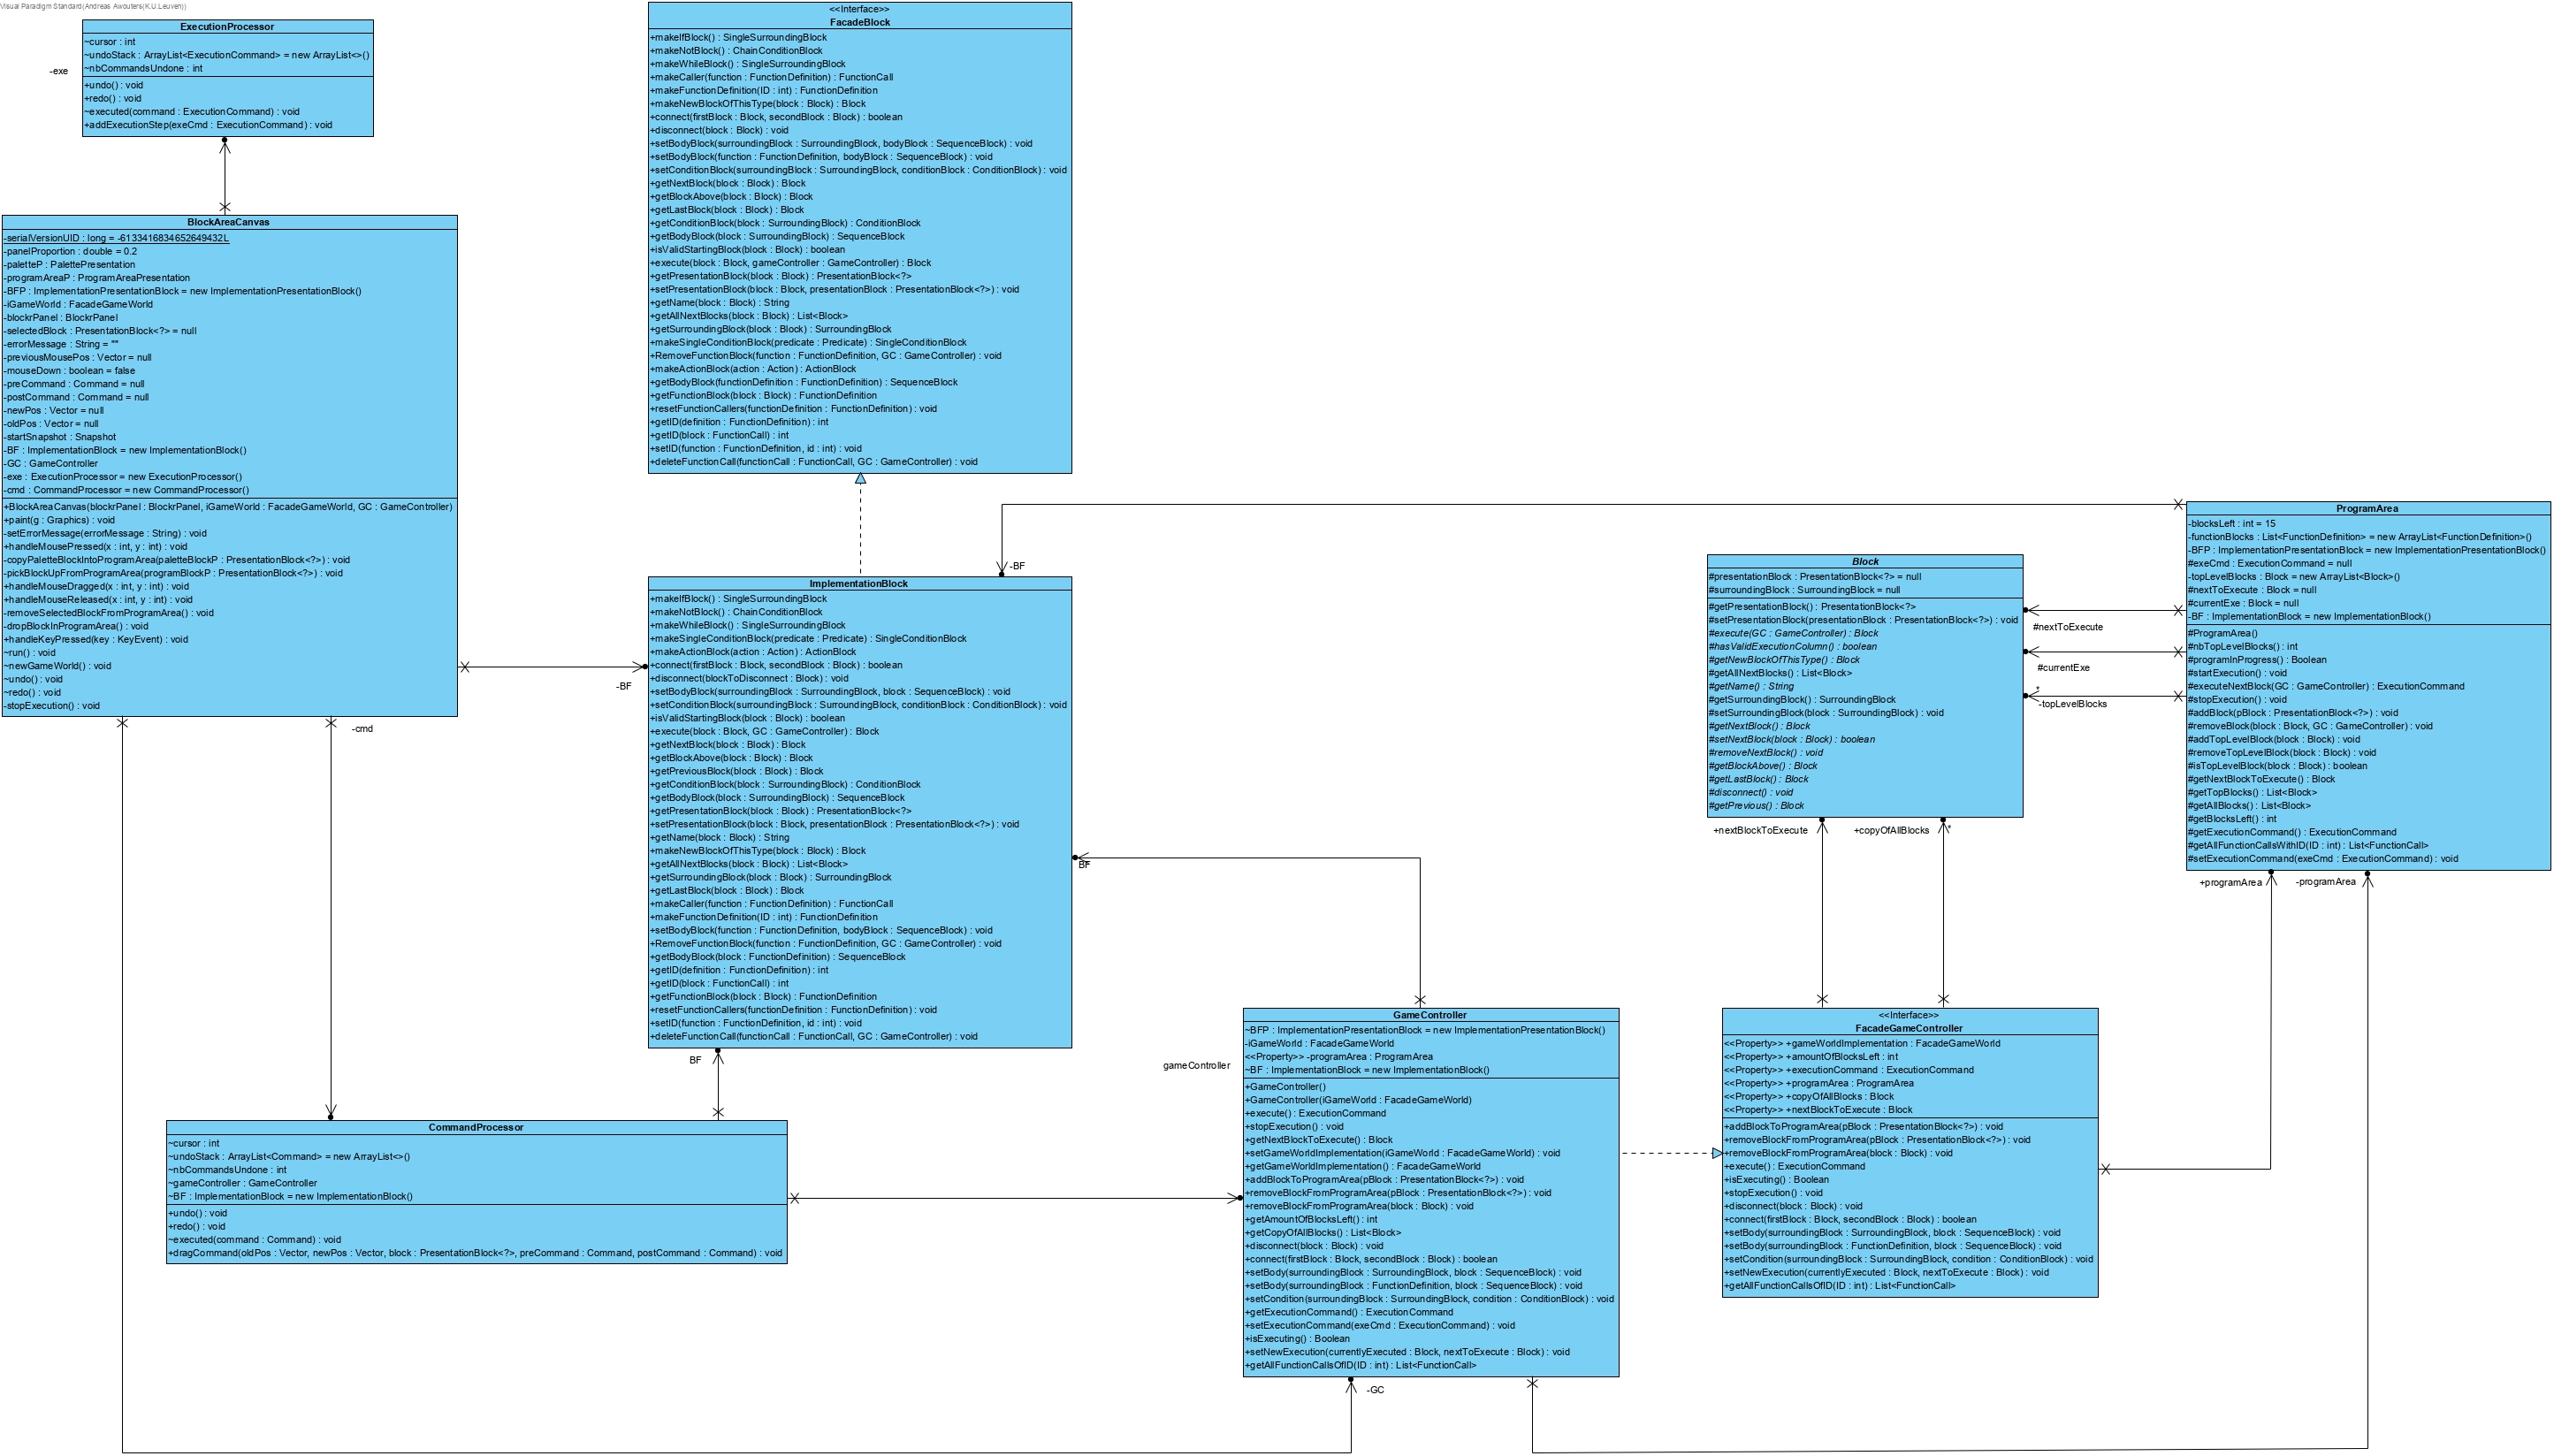 Visual Paradigm Standard(Andreas Awouters(K.U.Leuven))
ExecutionProcessor
~cursor : int
~undoStack : ArrayList<ExecutionCommand> = new ArrayList<>()
~nbCommandsUndone : int
+undo() : void
+redo() : void
~executed(command : ExecutionCommand) : void
+addExecutionStep(exeCmd : ExecutionCommand) : void
-exe
<<Interface>>
FacadeBlock
+makeIfBlock() : SingleSurroundingBlock
+makeNotBlock() : ChainConditionBlock
+makeWhileBlock() : SingleSurroundingBlock
+makeCaller(function : FunctionDefinition) : FunctionCall
+makeFunctionDefinition(ID : int) : FunctionDefinition
+makeNewBlockOfThisType(block : Block) : Block
+connect(firstBlock : Block, secondBlock : Block) : boolean
+disconnect(block : Block) : void
+setBodyBlock(surroundingBlock : SurroundingBlock, bodyBlock : SequenceBlock) : void
+setBodyBlock(function : FunctionDefinition, bodyBlock : SequenceBlock) : void
+setConditionBlock(surroundingBlock : SurroundingBlock, conditionBlock : ConditionBlock) : void
+getNextBlock(block : Block) : Block
+getBlockAbove(block : Block) : Block
+getLastBlock(block : Block) : Block
+getConditionBlock(block : SurroundingBlock) : ConditionBlock
+getBodyBlock(block : SurroundingBlock) : SequenceBlock
+isValidStartingBlock(block : Block) : boolean
+execute(block : Block, gameController : GameController) : Block
+getPresentationBlock(block : Block) : PresentationBlock<?>
+setPresentationBlock(block : Block, presentationBlock : PresentationBlock<?>) : void
+getName(block : Block) : String
+getAllNextBlocks(block : Block) : List<Block>
+getSurroundingBlock(block : Block) : SurroundingBlock
+makeSingleConditionBlock(predicate : Predicate) : SingleConditionBlock
+RemoveFunctionBlock(function : FunctionDefinition, GC : GameController) : void
+makeActionBlock(action : Action) : ActionBlock
+getBodyBlock(functionDefinition : FunctionDefinition) : SequenceBlock
+getFunctionBlock(block : Block) : FunctionDefinition
+resetFunctionCallers(functionDefinition : FunctionDefinition) : void
+getID(definition : FunctionDefinition) : int
+getID(block : FunctionCall) : int
+setID(function : FunctionDefinition, id : int) : void
+deleteFunctionCall(functionCall : FunctionCall, GC : GameController) : void
BlockAreaCanvas
-serialVersionUID : long = -6133416834652649432L
-panelProportion : double = 0.2
-paletteP : PalettePresentation
-programAreaP : ProgramAreaPresentation
-BFP : ImplementationPresentationBlock = new ImplementationPresentationBlock()
-iGameWorld : FacadeGameWorld
-blockrPanel : BlockrPanel
-selectedBlock : PresentationBlock<?> = null
-errorMessage : String = ""
-previousMousePos : Vector = null
-mouseDown : boolean = false
-preCommand : Command = null
-postCommand : Command = null
-newPos : Vector = null
-oldPos : Vector = null
-startSnapshot : Snapshot
-BF : ImplementationBlock = new ImplementationBlock()
-GC : GameController
-exe : ExecutionProcessor = new ExecutionProcessor()
-cmd : CommandProcessor = new CommandProcessor()
+BlockAreaCanvas(blockrPanel : BlockrPanel, iGameWorld : FacadeGameWorld, GC : GameController)
+paint(g : Graphics) : void
-setErrorMessage(errorMessage : String) : void
+handleMousePressed(x : int, y : int) : void
-copyPaletteBlockIntoProgramArea(paletteBlockP : PresentationBlock<?>) : void
-pickBlockUpFromProgramArea(programBlockP : PresentationBlock<?>) : void
+handleMouseDragged(x : int, y : int) : void
+handleMouseReleased(x : int, y : int) : void
-removeSelectedBlockFromProgramArea() : void
-dropBlockInProgramArea() : void
+handleKeyPressed(key : KeyEvent) : void
~run() : void
~newGameWorld() : void
~undo() : void
~redo() : void
-stopExecution() : void
-BF
-cmd
-BF
ImplementationBlock
+makeIfBlock() : SingleSurroundingBlock
+makeNotBlock() : ChainConditionBlock
+makeWhileBlock() : SingleSurroundingBlock
+makeSingleConditionBlock(predicate : Predicate) : SingleConditionBlock
+makeActionBlock(action : Action) : ActionBlock
+connect(firstBlock : Block, secondBlock : Block) : boolean
+disconnect(blockToDisconnect : Block) : void
+setBodyBlock(surroundingBlock : SurroundingBlock, block : SequenceBlock) : void
+setConditionBlock(surroundingBlock : SurroundingBlock, conditionBlock : ConditionBlock) : void
+isValidStartingBlock(block : Block) : boolean
+execute(block : Block, GC : GameController) : Block
+getNextBlock(block : Block) : Block
+getBlockAbove(block : Block) : Block
+getPreviousBlock(block : Block) : Block
+getConditionBlock(block : SurroundingBlock) : ConditionBlock
+getBodyBlock(block : SurroundingBlock) : SequenceBlock
+getPresentationBlock(block : Block) : PresentationBlock<?>
+setPresentationBlock(block : Block, presentationBlock : PresentationBlock<?>) : void
+getName(block : Block) : String
+makeNewBlockOfThisType(block : Block) : Block
+getAllNextBlocks(block : Block) : List<Block>
+getSurroundingBlock(block : Block) : SurroundingBlock
+getLastBlock(block : Block) : Block
+makeCaller(function : FunctionDefinition) : FunctionCall
+makeFunctionDefinition(ID : int) : FunctionDefinition
+setBodyBlock(function : FunctionDefinition, bodyBlock : SequenceBlock) : void
+RemoveFunctionBlock(function : FunctionDefinition, GC : GameController) : void
+getBodyBlock(block : FunctionDefinition) : SequenceBlock
+getID(definition : FunctionDefinition) : int
+getID(block : FunctionCall) : int
+getFunctionBlock(block : Block) : FunctionDefinition
+resetFunctionCallers(functionDefinition : FunctionDefinition) : void
+setID(function : FunctionDefinition, id : int) : void
+deleteFunctionCall(functionCall : FunctionCall, GC : GameController) : void
BF
BF
Block
#presentationBlock : PresentationBlock<?> = null
#surroundingBlock : SurroundingBlock = null
#getPresentationBlock() : PresentationBlock<?>
#setPresentationBlock(presentationBlock : PresentationBlock<?>) : void
#execute(GC : GameController) : Block
#hasValidExecutionColumn() : boolean
#getNewBlockOfThisType() : Block
#getAllNextBlocks() : List<Block>
#getName() : String
#getSurroundingBlock() : SurroundingBlock
#setSurroundingBlock(block : SurroundingBlock) : void
#getNextBlock() : Block
#setNextBlock(block : Block) : boolean
#removeNextBlock() : void
#getBlockAbove() : Block
#getLastBlock() : Block
#disconnect() : void
#getPrevious() : Block
#nextToExecute
#currentExe
*
-topLevelBlocks
+nextBlockToExecute
+copyOfAllBlocks
*
ProgramArea
-blocksLeft : int = 15
-functionBlocks : List<FunctionDefinition> = new ArrayList<FunctionDefinition>()
-BFP : ImplementationPresentationBlock = new ImplementationPresentationBlock()
#exeCmd : ExecutionCommand = null
-topLevelBlocks : Block = new ArrayList<Block>()
#nextToExecute : Block = null
#currentExe : Block = null
-BF : ImplementationBlock = new ImplementationBlock()
#ProgramArea()
#nbTopLevelBlocks() : int
#programInProgress() : Boolean
#startExecution() : void
#executeNextBlock(GC : GameController) : ExecutionCommand
#stopExecution() : void
#addBlock(pBlock : PresentationBlock<?>) : void
#removeBlock(block : Block, GC : GameController) : void
#addTopLevelBlock(block : Block) : void
#removeTopLevelBlock(block : Block) : void
#isTopLevelBlock(block : Block) : boolean
#getNextBlockToExecute() : Block
#getTopBlocks() : List<Block>
#getAllBlocks() : List<Block>
#getBlocksLeft() : int
#getExecutionCommand() : ExecutionCommand
#getAllFunctionCallsWithID(ID : int) : List<FunctionCall>
#setExecutionCommand(exeCmd : ExecutionCommand) : void
+programArea
-programArea
CommandProcessor
~cursor : int
~undoStack : ArrayList<Command> = new ArrayList<>()
~nbCommandsUndone : int
~gameController : GameController
~BF : ImplementationBlock = new ImplementationBlock()
+undo() : void
+redo() : void
~executed(command : Command) : void
+dragCommand(oldPos : Vector, newPos : Vector, block : PresentationBlock<?>, preCommand : Command, postCommand : Command) : void
gameController
GameController
~BFP : ImplementationPresentationBlock = new ImplementationPresentationBlock()
-iGameWorld : FacadeGameWorld
<<Property>> -programArea : ProgramArea
~BF : ImplementationBlock = new ImplementationBlock()
+GameController()
+GameController(iGameWorld : FacadeGameWorld)
+execute() : ExecutionCommand
+stopExecution() : void
+getNextBlockToExecute() : Block
+setGameWorldImplementation(iGameWorld : FacadeGameWorld) : void
+getGameWorldImplementation() : FacadeGameWorld
+addBlockToProgramArea(pBlock : PresentationBlock<?>) : void
+removeBlockFromProgramArea(pBlock : PresentationBlock<?>) : void
+removeBlockFromProgramArea(block : Block) : void
+getAmountOfBlocksLeft() : int
+getCopyOfAllBlocks() : List<Block>
+disconnect(block : Block) : void
+connect(firstBlock : Block, secondBlock : Block) : boolean
+setBody(surroundingBlock : SurroundingBlock, block : SequenceBlock) : void
+setBody(surroundingBlock : FunctionDefinition, block : SequenceBlock) : void
+setCondition(surroundingBlock : SurroundingBlock, condition : ConditionBlock) : void
+getExecutionCommand() : ExecutionCommand
+setExecutionCommand(exeCmd : ExecutionCommand) : void
+isExecuting() : Boolean
+setNewExecution(currentlyExecuted : Block, nextToExecute : Block) : void
+getAllFunctionCallsOfID(ID : int) : List<FunctionCall>
-GC
<<Interface>>
FacadeGameController
<<Property>> +gameWorldImplementation : FacadeGameWorld
<<Property>> +amountOfBlocksLeft : int
<<Property>> +executionCommand : ExecutionCommand
<<Property>> +programArea : ProgramArea
<<Property>> +copyOfAllBlocks : Block
<<Property>> +nextBlockToExecute : Block
+addBlockToProgramArea(pBlock : PresentationBlock<?>) : void
+removeBlockFromProgramArea(pBlock : PresentationBlock<?>) : void
+removeBlockFromProgramArea(block : Block) : void
+execute() : ExecutionCommand
+isExecuting() : Boolean
+stopExecution() : void
+disconnect(block : Block) : void
+connect(firstBlock : Block, secondBlock : Block) : boolean
+setBody(surroundingBlock : SurroundingBlock, block : SequenceBlock) : void
+setBody(surroundingBlock : FunctionDefinition, block : SequenceBlock) : void
+setCondition(surroundingBlock : SurroundingBlock, condition : ConditionBlock) : void
+setNewExecution(currentlyExecuted : Block, nextToExecute : Block) : void
+getAllFunctionCallsOfID(ID : int) : List<FunctionCall>